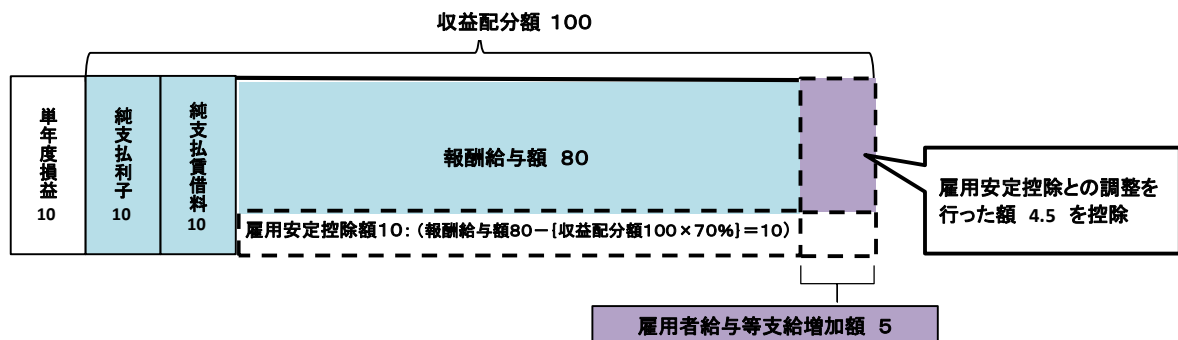 収益配分額 100
単年度損益
10
純支払利子
10
純支払賃借料
10
報酬給与額 80
雇用安定控除額10:(報酬給与額80-{収益配分額100×70%}=10)
雇用安定控除との調整を
行った額 4.5 を控除
雇用者給与等支給増加額 5